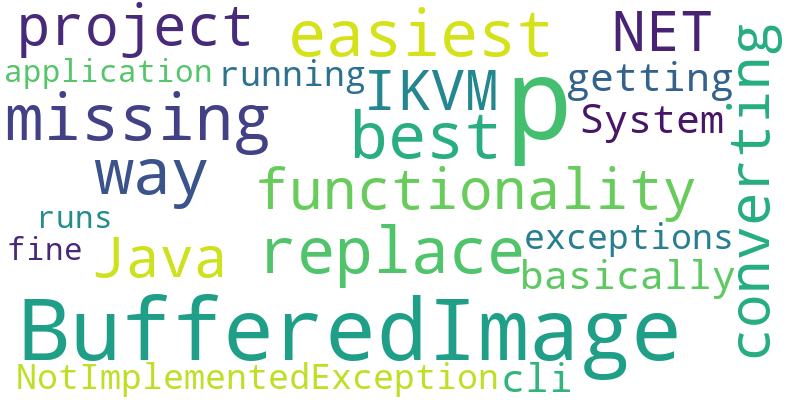 project easiest NET
application running IKVM p getting
missing best System
way functionality
runs
fine Java replace exceptions
basically
BufferedImage
NotImplementedException cli
converting